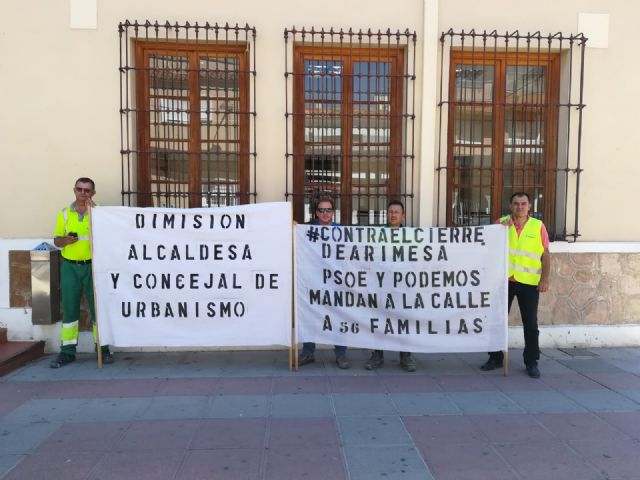 DIMISION
ALCALDESA
Y CONCEJAL DE
URBANISMO
#CONTRAELCIERRE
DEARIMESA
PSOE Y PODEMOS
MANDAN A LA CALLE
A 56 FAMILIAS